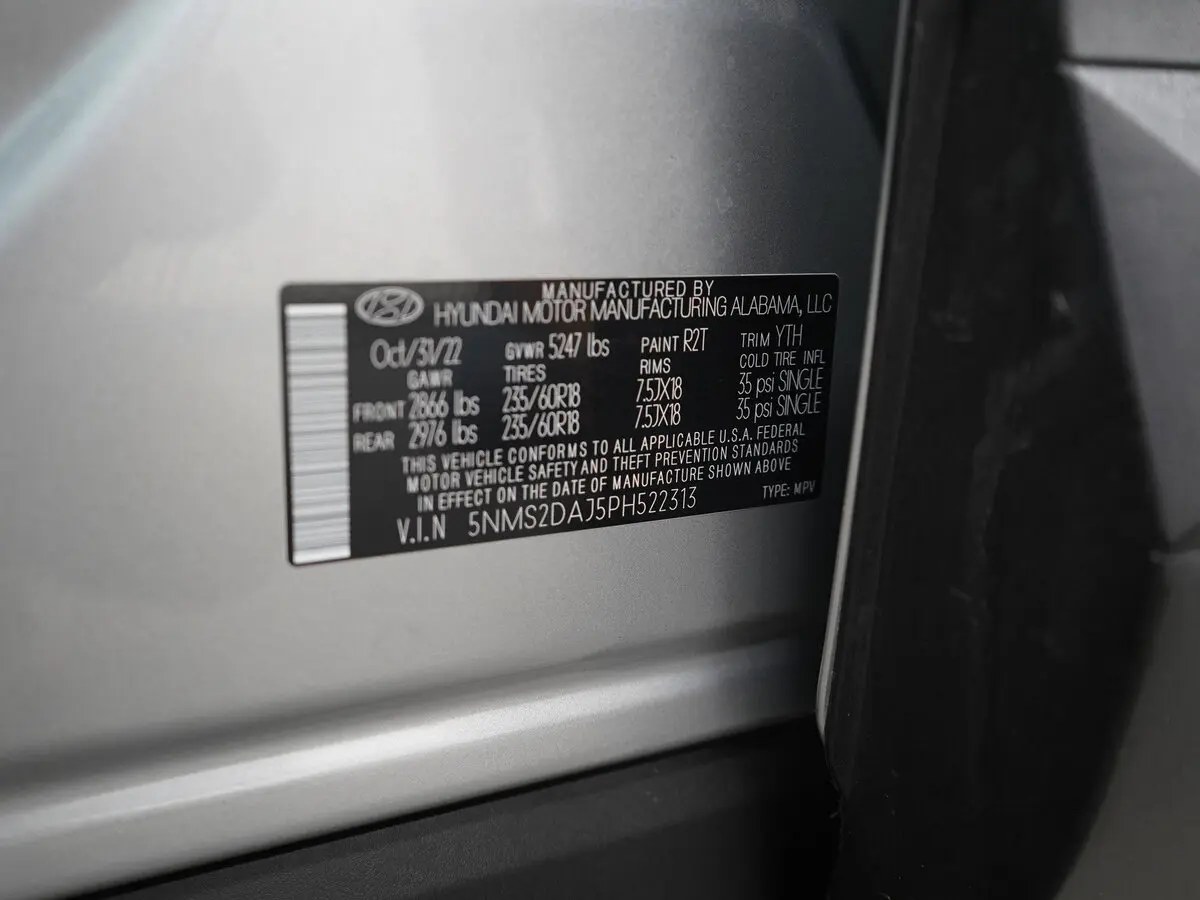 MANUFACTURED BY
HYUNDAI MOTOR MANUFACTURING ALABAMA, LLC
Oct/31/22 GVWR 5247 lbs PAINT R2T TRIM YTH
GAWR TIRES RIMS COLD TIRE INFL
FRONT 2866 lbs 235/60R18 7.5JX18 35 psi SINGLE
REAR 2976 lbs 235/60R18 7.5JX18 35 psi SINGLE
THIS VEHICLE CONFORMS TO ALL APPLICABLE U.S.A. FEDERAL
MOTOR VEHICLE SAFETY AND THEFT PREVENTION STANDARDS
IN EFFECT ON THE DATE OF MANUFACTURE SHOWN ABOVE
V.I.N 5NMS2DAJ5PH522313 TYPE: MPV